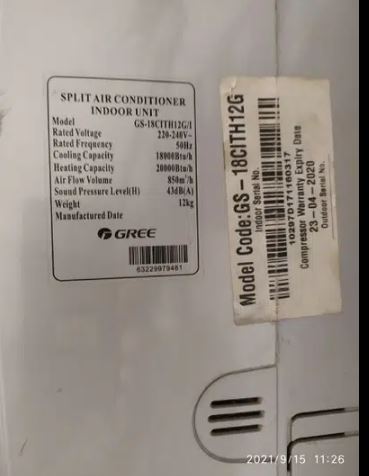 SPLIT AIR CONDITIONER
INDOOR UNIT
Model GS-18CITH12G/I
Rated Voltage 220-240V~
Rated Frequency 50Hz
Cooling Capacity 18000Btu/h
Heating Capacity 20000Btu/h
Air Flow Volume 850m³/h
Sound Pressure Level(H) 43dB(A)
Weight 12kg
Manufactured Date
GREE
63229979461
Model Code:GS-18CITH12G
Indoor Serial No.
10297D171160317
Compressor Warranty Expiry Date
23-04-2020
Outdoor Serial No.
2021/9/15 11:26